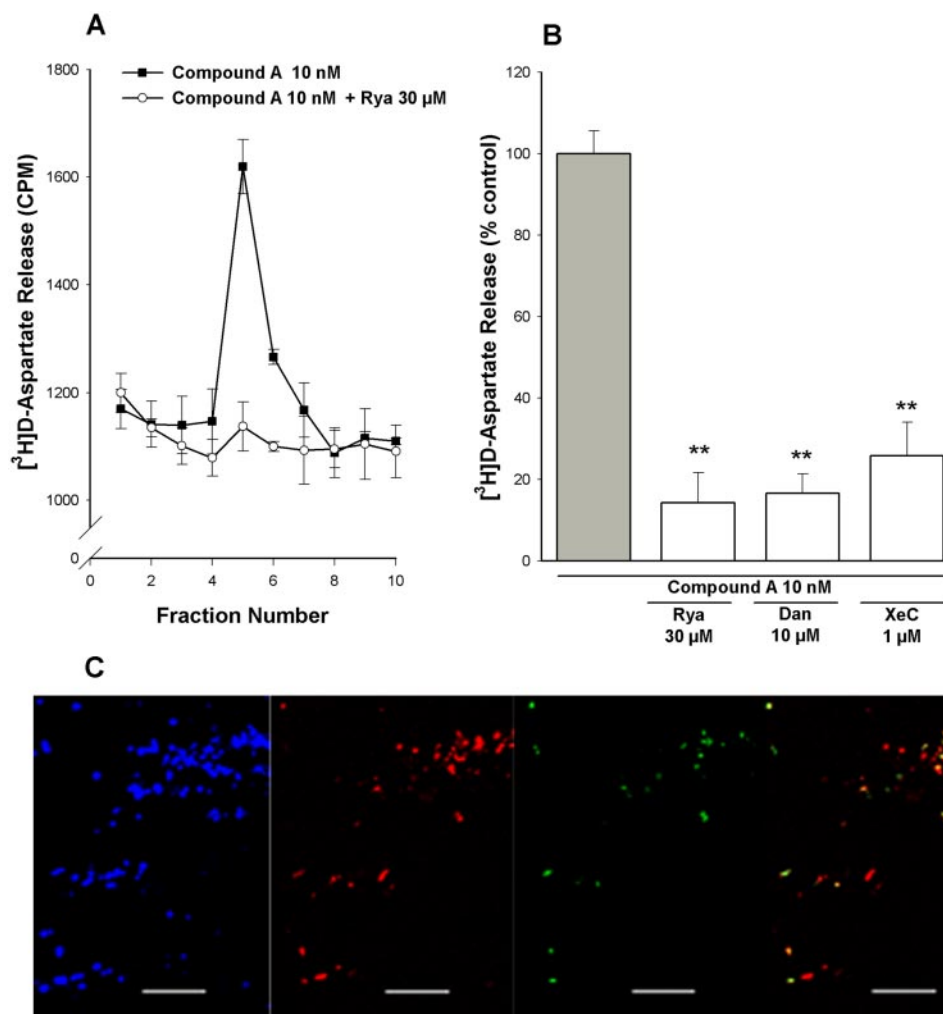 A
Compound A 10 nM
Compound A 10 nM + Rya 30 µM
[³H]D-Aspartate Release (CPM)
1800
1600
1400
1200
1000
0
0 2 4 6 8 10
Fraction Number
B
[³H]D-Aspartate Release (% control)
120
100
80
60
40
20
0
** ** **
Compound A 10 nM
Rya Dan XeC
30 µM 10 µM 1 µM
C